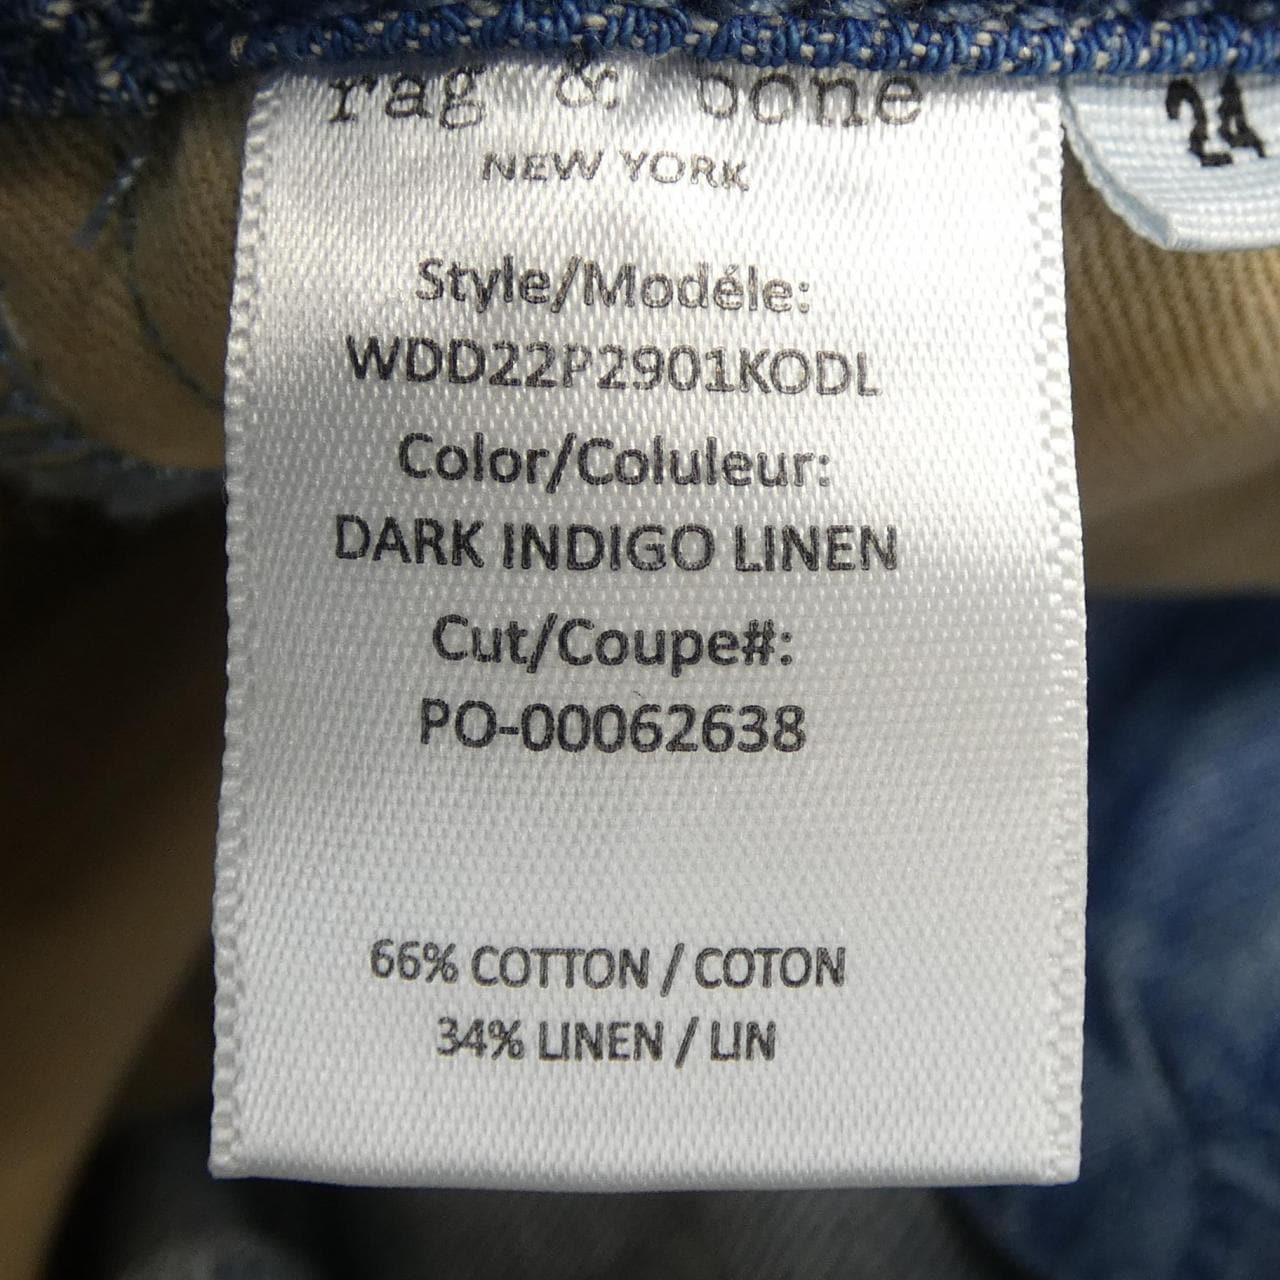 rag & bone
NEW YORK
24
Style/Modéle:
WDD22P2901KODL
Color/Coluleur:
DARK INDIGO LINEN
Cut/Coupe#:
PO-00062638
66% COTTON / COTON
34% LINEN / LIN